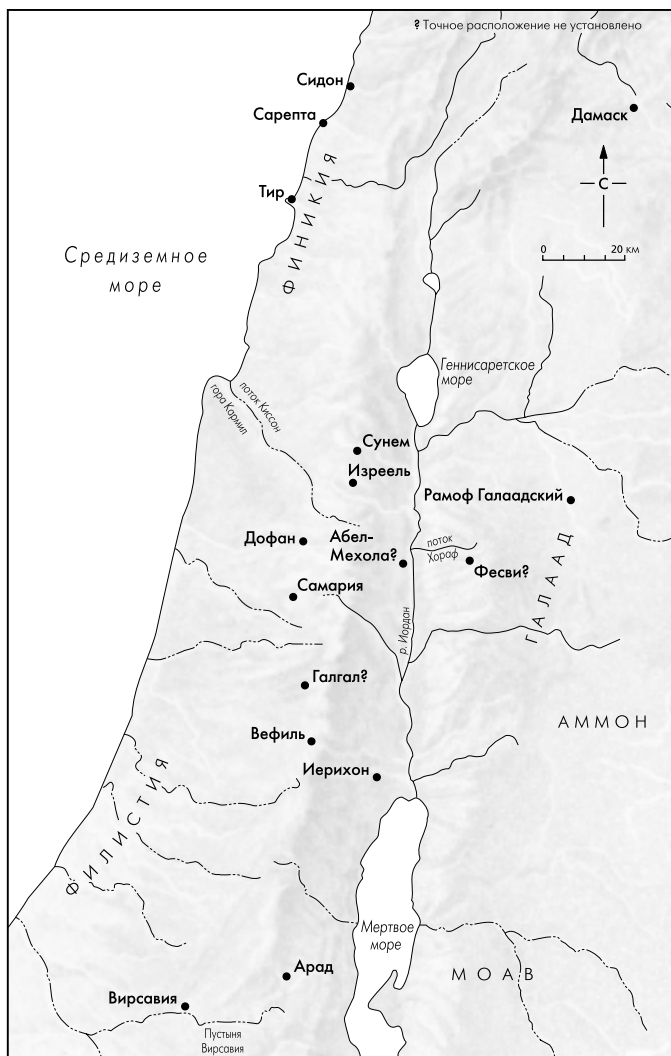 ? Точное расположение не установлено
Сидон
Сарепта
Дамаск
С
Тир
ФИНИКИЯ
0 20 км
Средиземное
море
Геннисаретское
море
поток Киссон
гора Кармил
Сунем
Изреель
Рамоф Галаадский
Дофан
Абел-
Мехола?
поток
Хораф
Фесви?
ГАЛААД
Самария
р. Иордан
Галгал?
АММОН
Вефиль
Иерихон
ФИЛИСТИЯ
Мертвое
море
Арад
МОАВ
Вирсавия
Пустыня
Вирсавия